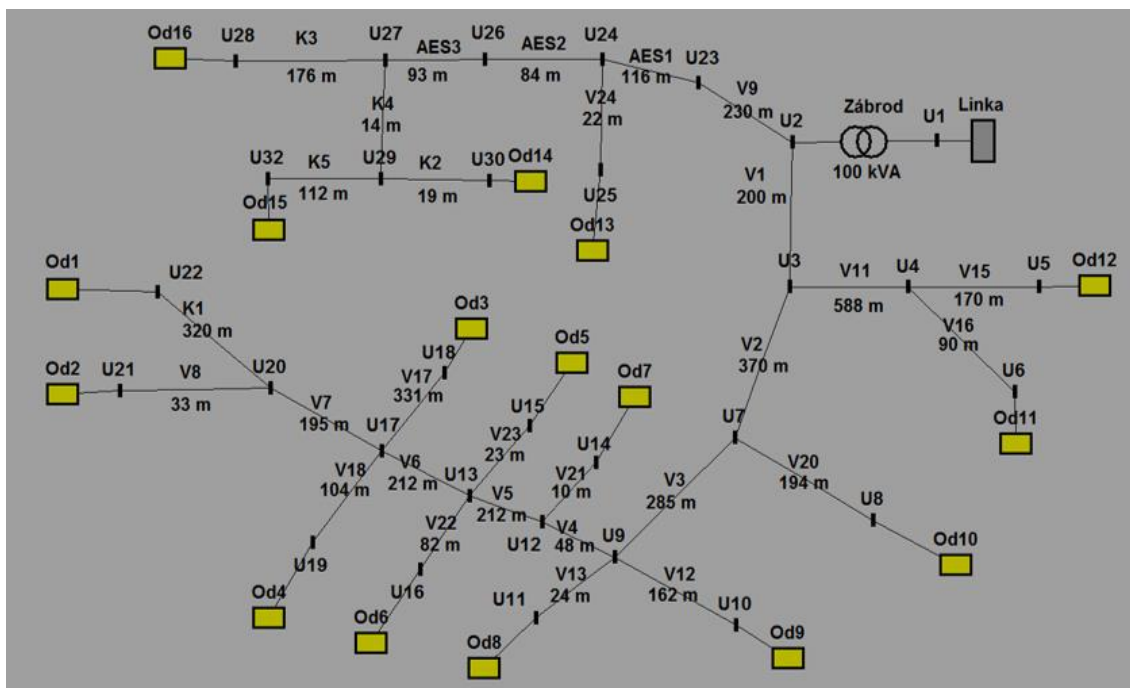 Od16
U28
K3
176 m
U27
AES3
93 m
U26
AES2
84 m
U24
AES1
116 m
U23
V9
230 m
U2
Zábrod
100 kVA
U1
Linka
K4
14 m
V24
22 m
U32
K5
112 m
U29
K2
19 m
U30
Od14
U25
Od15
Od13
V1
200 m
Od1
U22
K1
320 m
Od3
U3
V11
588 m
U4
V15
170 m
U5
Od12
V16
90 m
U6
Od11
Od2
U21
V8
33 m
U20
V7
195 m
U18
V17
331 m
Od5
Od7
V2
370 m
U17
U15
V23
23 m
U14
V21
10 m
U7
V6
212 m
U13
V18
104 m
V5
212 m
V22
82 m
U12
V4
48 m
U9
V3
285 m
V20
194 m
U8
Od10
U19
U16
Od4
Od6
U11
V13
24 m
V12
162 m
U10
Od8
Od9